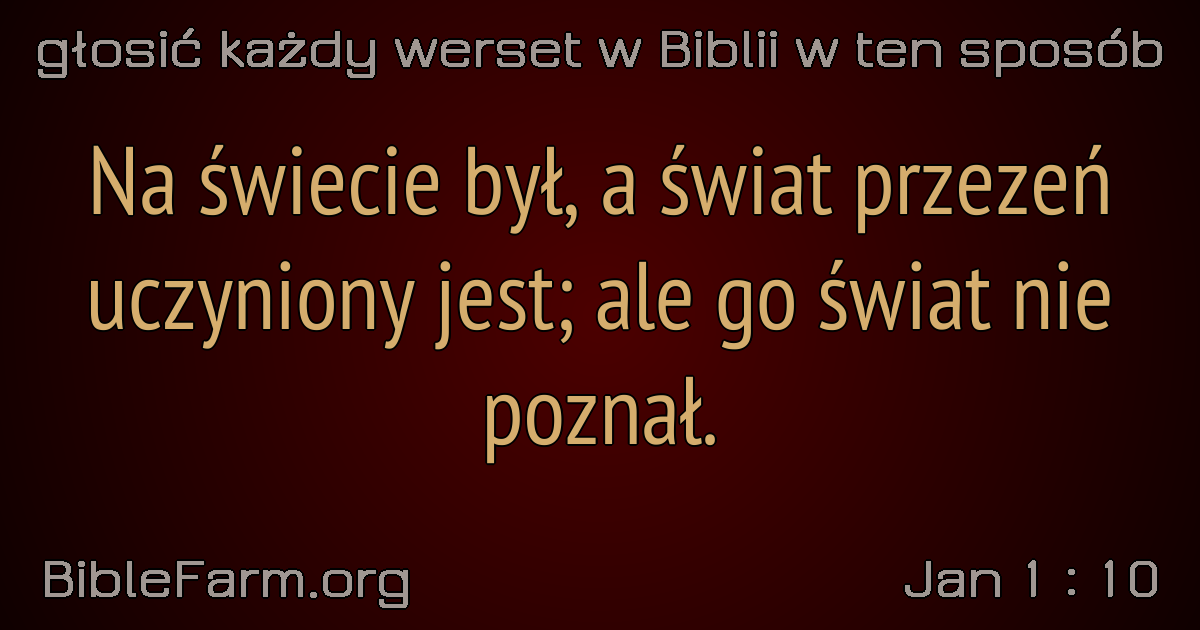 głosić każdy werset w Biblii w ten sposób
Na świecie był, a świat przezeń
uczyniony jest; ale go świat nie
poznał.
BibleFarm.org
Jan 1 : 10